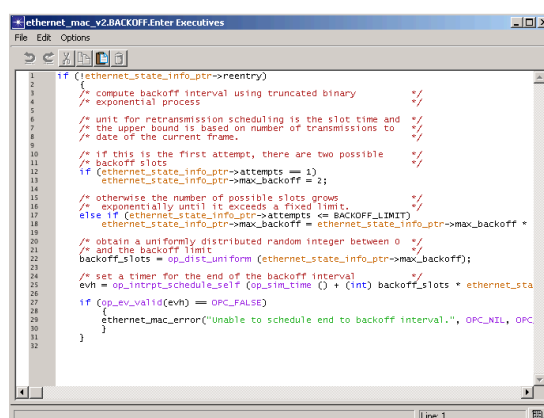 ethernet_mac_v2.BACKOFF.Enter Executives
File Edit Options
1 if (!ethernet_state_info_ptr->reentry)
2 {
3 /* compute backoff interval using truncated binary */
4 /* exponential process */
5
6 /* unit for retransmission scheduling is the slot time and */
7 /* the upper bound is based on number of transmissions to */
8 /* date of the current frame. */
9
10 /* if this is the first attempt, there are two possible */
11 /* backoff slots */
12 if (ethernet_state_info_ptr->attempts == 1)
13 ethernet_state_info_ptr->max_backoff = 2;
14
15 /* otherwise the number of possible slots grows */
16 /* exponentially until it exceeds a fixed limit. */
17 else if (ethernet_state_info_ptr->attempts <= BACKOFF_LIMIT)
18 ethernet_state_info_ptr->max_backoff = ethernet_state_info_ptr->max_backoff *
19
20 /* obtain a uniformly distributed random integer between 0 */
21 /* and the backoff limit */
22 backoff_slots = op_dist_uniform (ethernet_state_info_ptr->max_backoff);
23
24 /* set a timer for the end of the backoff interval */
25 evh = op_intrpt_schedule_self (op_sim_time () + (int) backoff_slots * ethernet_sta
26
27 if (op_ev_valid(evh) == OPC_FALSE)
28 {
29 ethernet_mac_error("Unable to schedule end to backoff interval.", OPC_NIL, OPC_
30 }
31 }
32
Line: 1